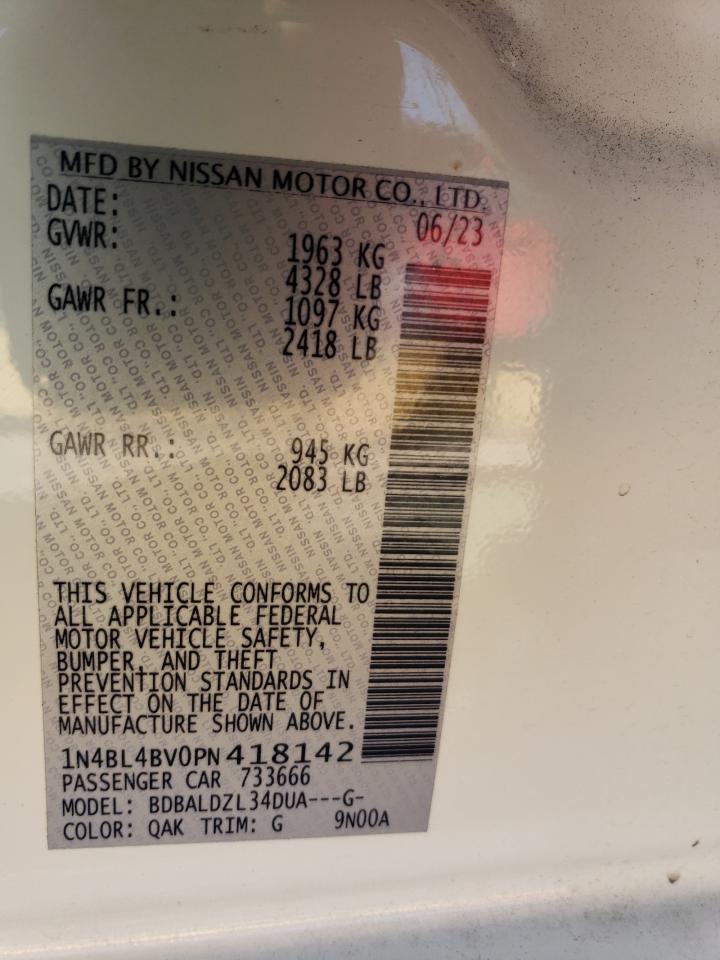 MFD BY NISSAN MOTOR CO., LTD.
DATE: 06/23
GVWR: 1963 KG
4328 LB
GAWR FR.: 1097 KG
2418 LB
GAWR RR.: 945 KG
2083 LB
THIS VEHICLE CONFORMS TO
ALL APPLICABLE FEDERAL
MOTOR VEHICLE SAFETY,
BUMPER, AND THEFT
PREVENTION STANDARDS IN
EFFECT ON THE DATE OF
MANUFACTURE SHOWN ABOVE.
1N4BL4BV0PN418142
PASSENGER CAR 733666
MODEL: BDBALDZL34DUA---G-
COLOR: QAK TRIM: G 9N00A